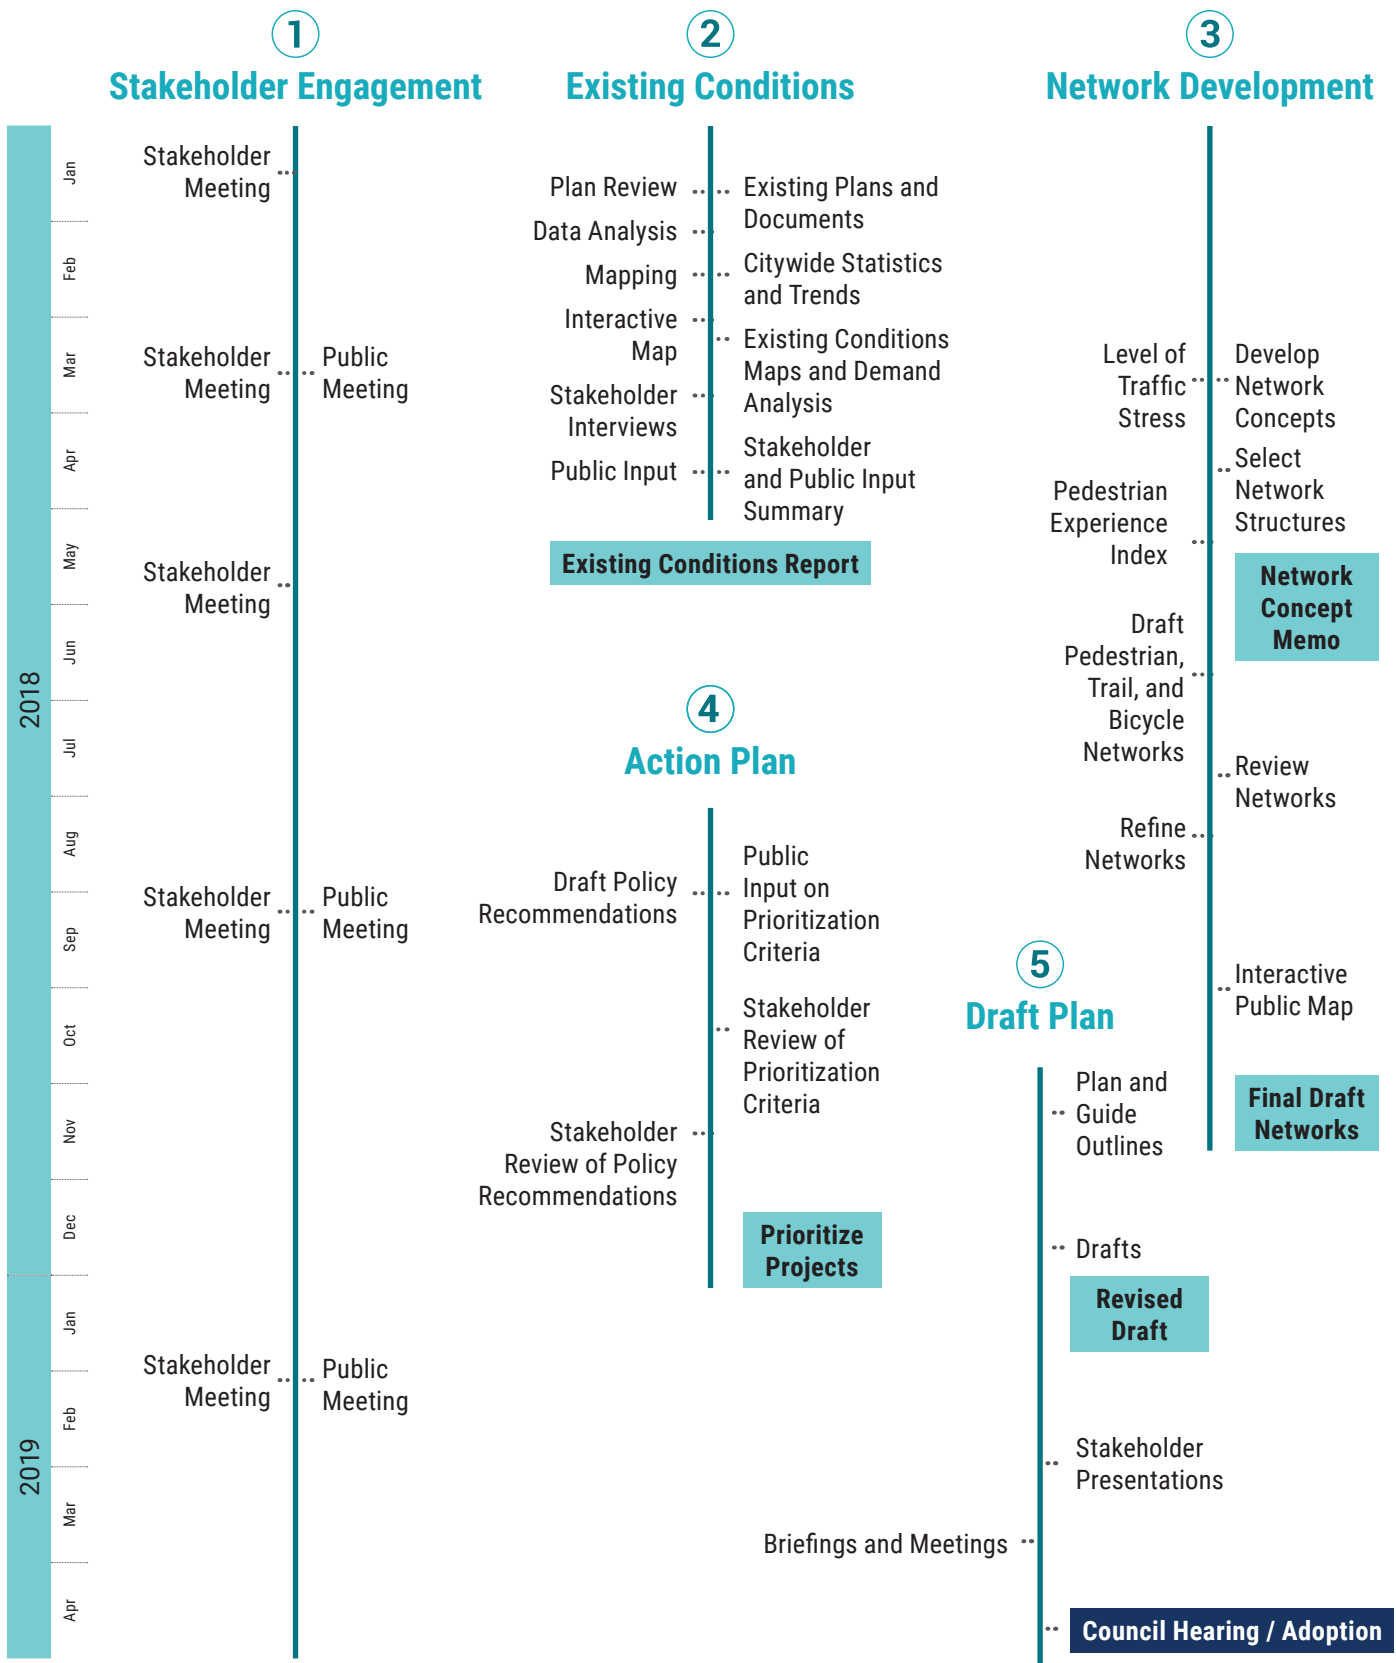 1
Stakeholder Engagement
2
Existing Conditions
3
Network Development
2018
Jan
Feb
Mar
Apr
May
Jun
Jul
Aug
Sep
Oct
Nov
Dec
2019
Jan
Feb
Mar
Apr
Stakeholder
Meeting
Stakeholder
Meeting
Public
Meeting
Stakeholder
Meeting
Stakeholder
Meeting
Public
Meeting
Stakeholder
Meeting
Public
Meeting
Plan Review
Data Analysis
Mapping
Interactive
Map
Stakeholder
Interviews
Public Input
Existing Plans and
Documents
Citywide Statistics
and Trends
Existing Conditions
Maps and Demand
Analysis
Stakeholder
and Public Input
Summary
Existing Conditions Report
Level of
Traffic
Stress
Pedestrian
Experience
Index
Draft
Pedestrian,
Trail, and
Bicycle
Networks
Refine
Networks
Develop
Network
Concepts
Select
Network
Structures
Network
Concept
Memo
Review
Networks
Interactive
Public Map
Final Draft
Networks
4
Action Plan
Draft Policy
Recommendations
Stakeholder
Review of Policy
Recommendations
Public
Input on
Prioritization
Criteria
Stakeholder
Review of
Prioritization
Criteria
Prioritize
Projects
5
Draft Plan
Plan and
Guide
Outlines
Drafts
Revised
Draft
Stakeholder
Presentations
Briefings and Meetings
Council Hearing / Adoption